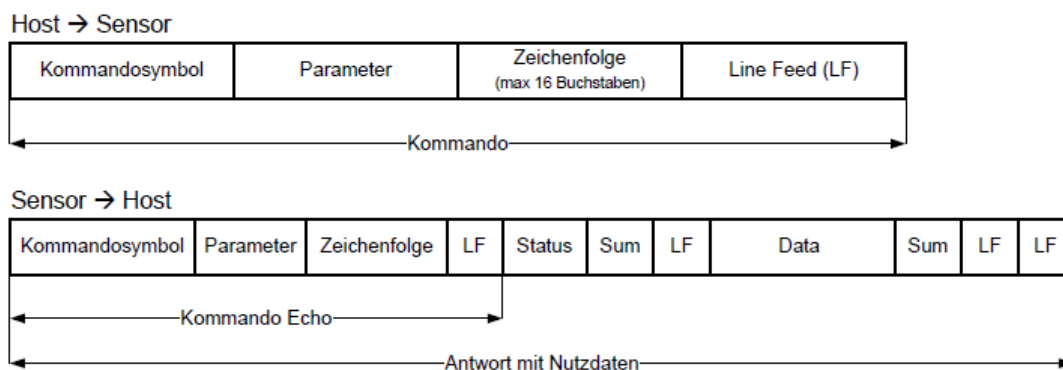 Host → Sensor
Kommandosymbol
Parameter
Zeichenfolge
(max 16 Buchstaben)
Line Feed (LF)
Kommando
Sensor → Host
Kommandosymbol
Parameter
Zeichenfolge
LF
Status
Sum
LF
Data
Sum
LF
LF
Kommando Echo
Antwort mit Nutzdaten